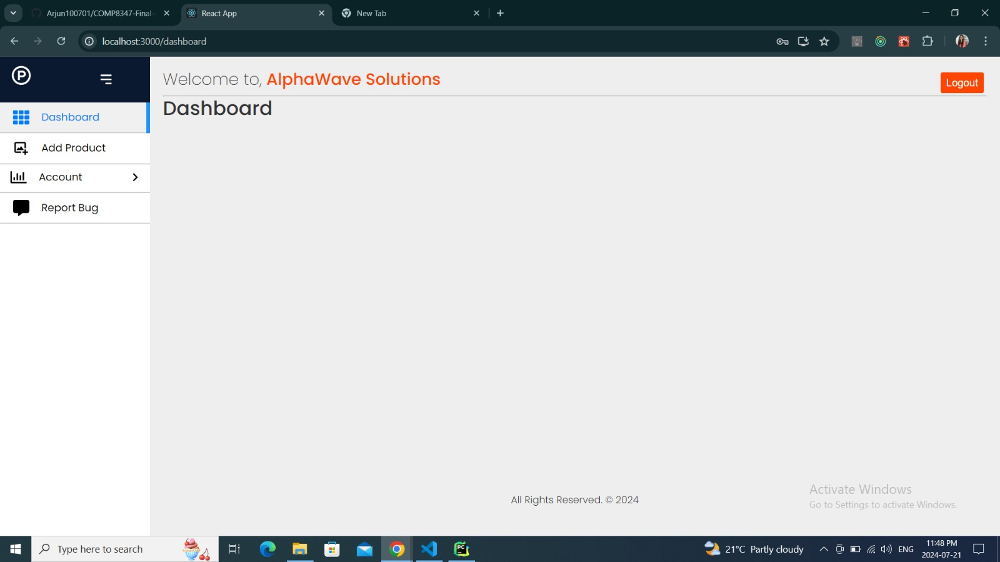 Arjun100701/COMP8347-Final-
React App
New Tab
localhost:3000/dashboard
P
Welcome to, AlphaWave Solutions
Logout
Dashboard
Dashboard
Add Product
Account
Report Bug
All Rights Reserved. © 2024
Activate Windows
Go to Settings to activate Windows.
Type here to search
PC
21°C Partly cloudy
ENG
11:48 PM
2024-07-21